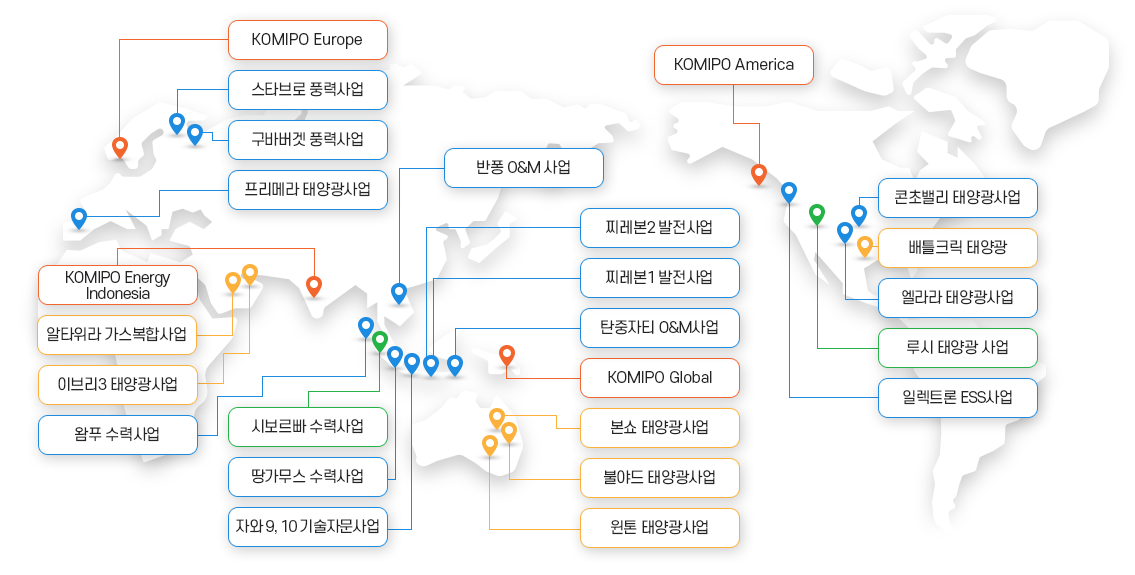 KOMIPO Europe
스타브로 풍력사업
구바버겟 풍력사업
프리메라 태양광사업
KOMIPO Energy
Indonesia
알타위라 가스복합사업
이브리3 태양광사업
왐푸 수력사업
시보르빠 수력사업
땅가무스 수력사업
자와 9, 10 기술자문사업
반퐁 O&M 사업
찌레본2 발전사업
찌레본1 발전사업
탄중자티 O&M사업
KOMIPO Global
본쇼 태양광사업
불야드 태양광사업
윈톤 태양광사업
KOMIPO America
콘초밸리 태양광사업
배틀크릭 태양광
엘라라 태양광사업
루시 태양광 사업
일렉트론 ESS사업